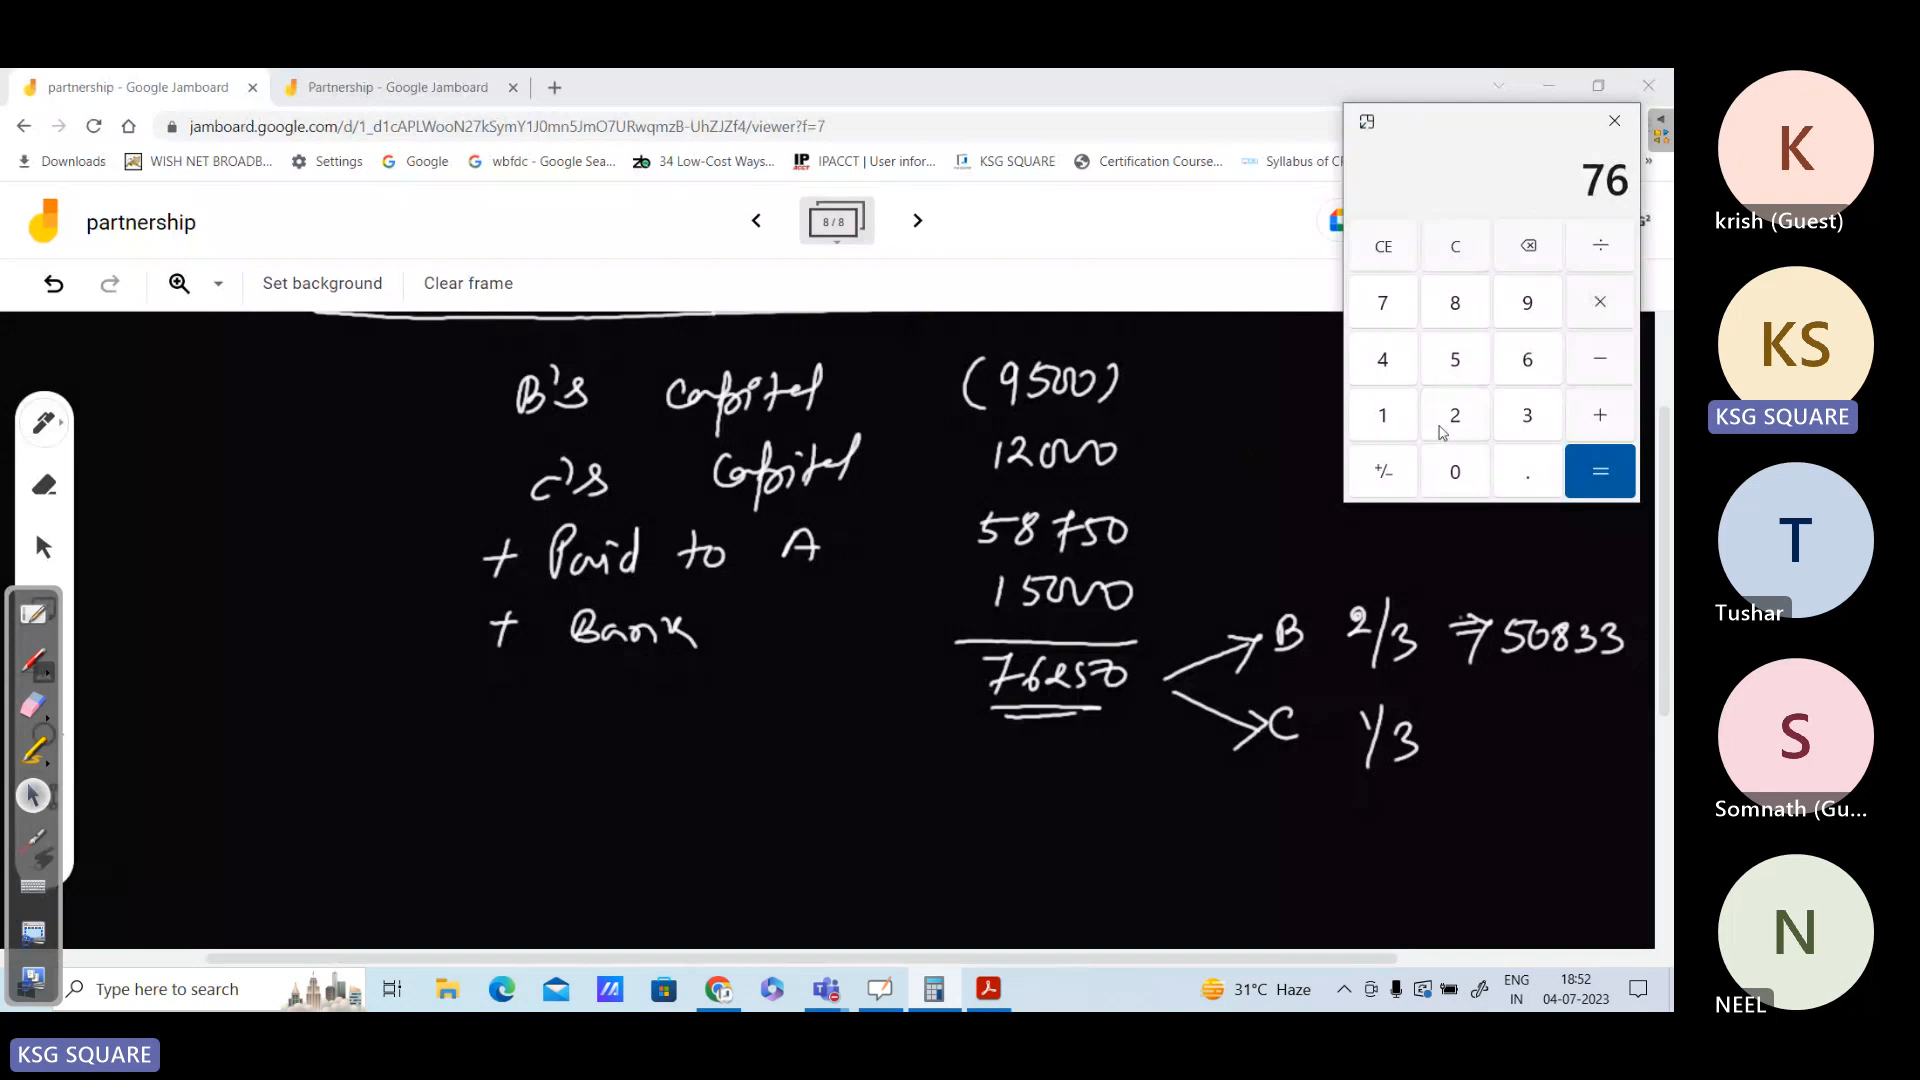 partnership - Google Jamboard
Partnership - Google Jamboard
jamboard.google.com/d/1_d1cAPLWooN27kSymY1J0mn5JmO7URwqmzB-UhZJZf4/viewer?f=7
Downloads WISH NET BROADB... Settings Google wbfdc - Google Sea... 34 Low-Cost Ways... IPACCT | User infor... KSG SQUARE Certification Course... Syllabus of CF
partnership
8 / 8
Set background Clear frame
76
CE C ÷
7 8 9 ×
4 5 6 −
1 2 3 +
+/− 0 . =
B's Capital (9500)
C's Capital 12000
+ Paid to A 58750
+ Bank 15000
76250
B 2/3 ⇒ 50833
C 1/3
K
krish (Guest)
KS
KSG SQUARE
T
Tushar
S
Somnath (Gu...
N
NEEL
Type here to search
31°C Haze
ENG
IN
18:52
04-07-2023
KSG SQUARE